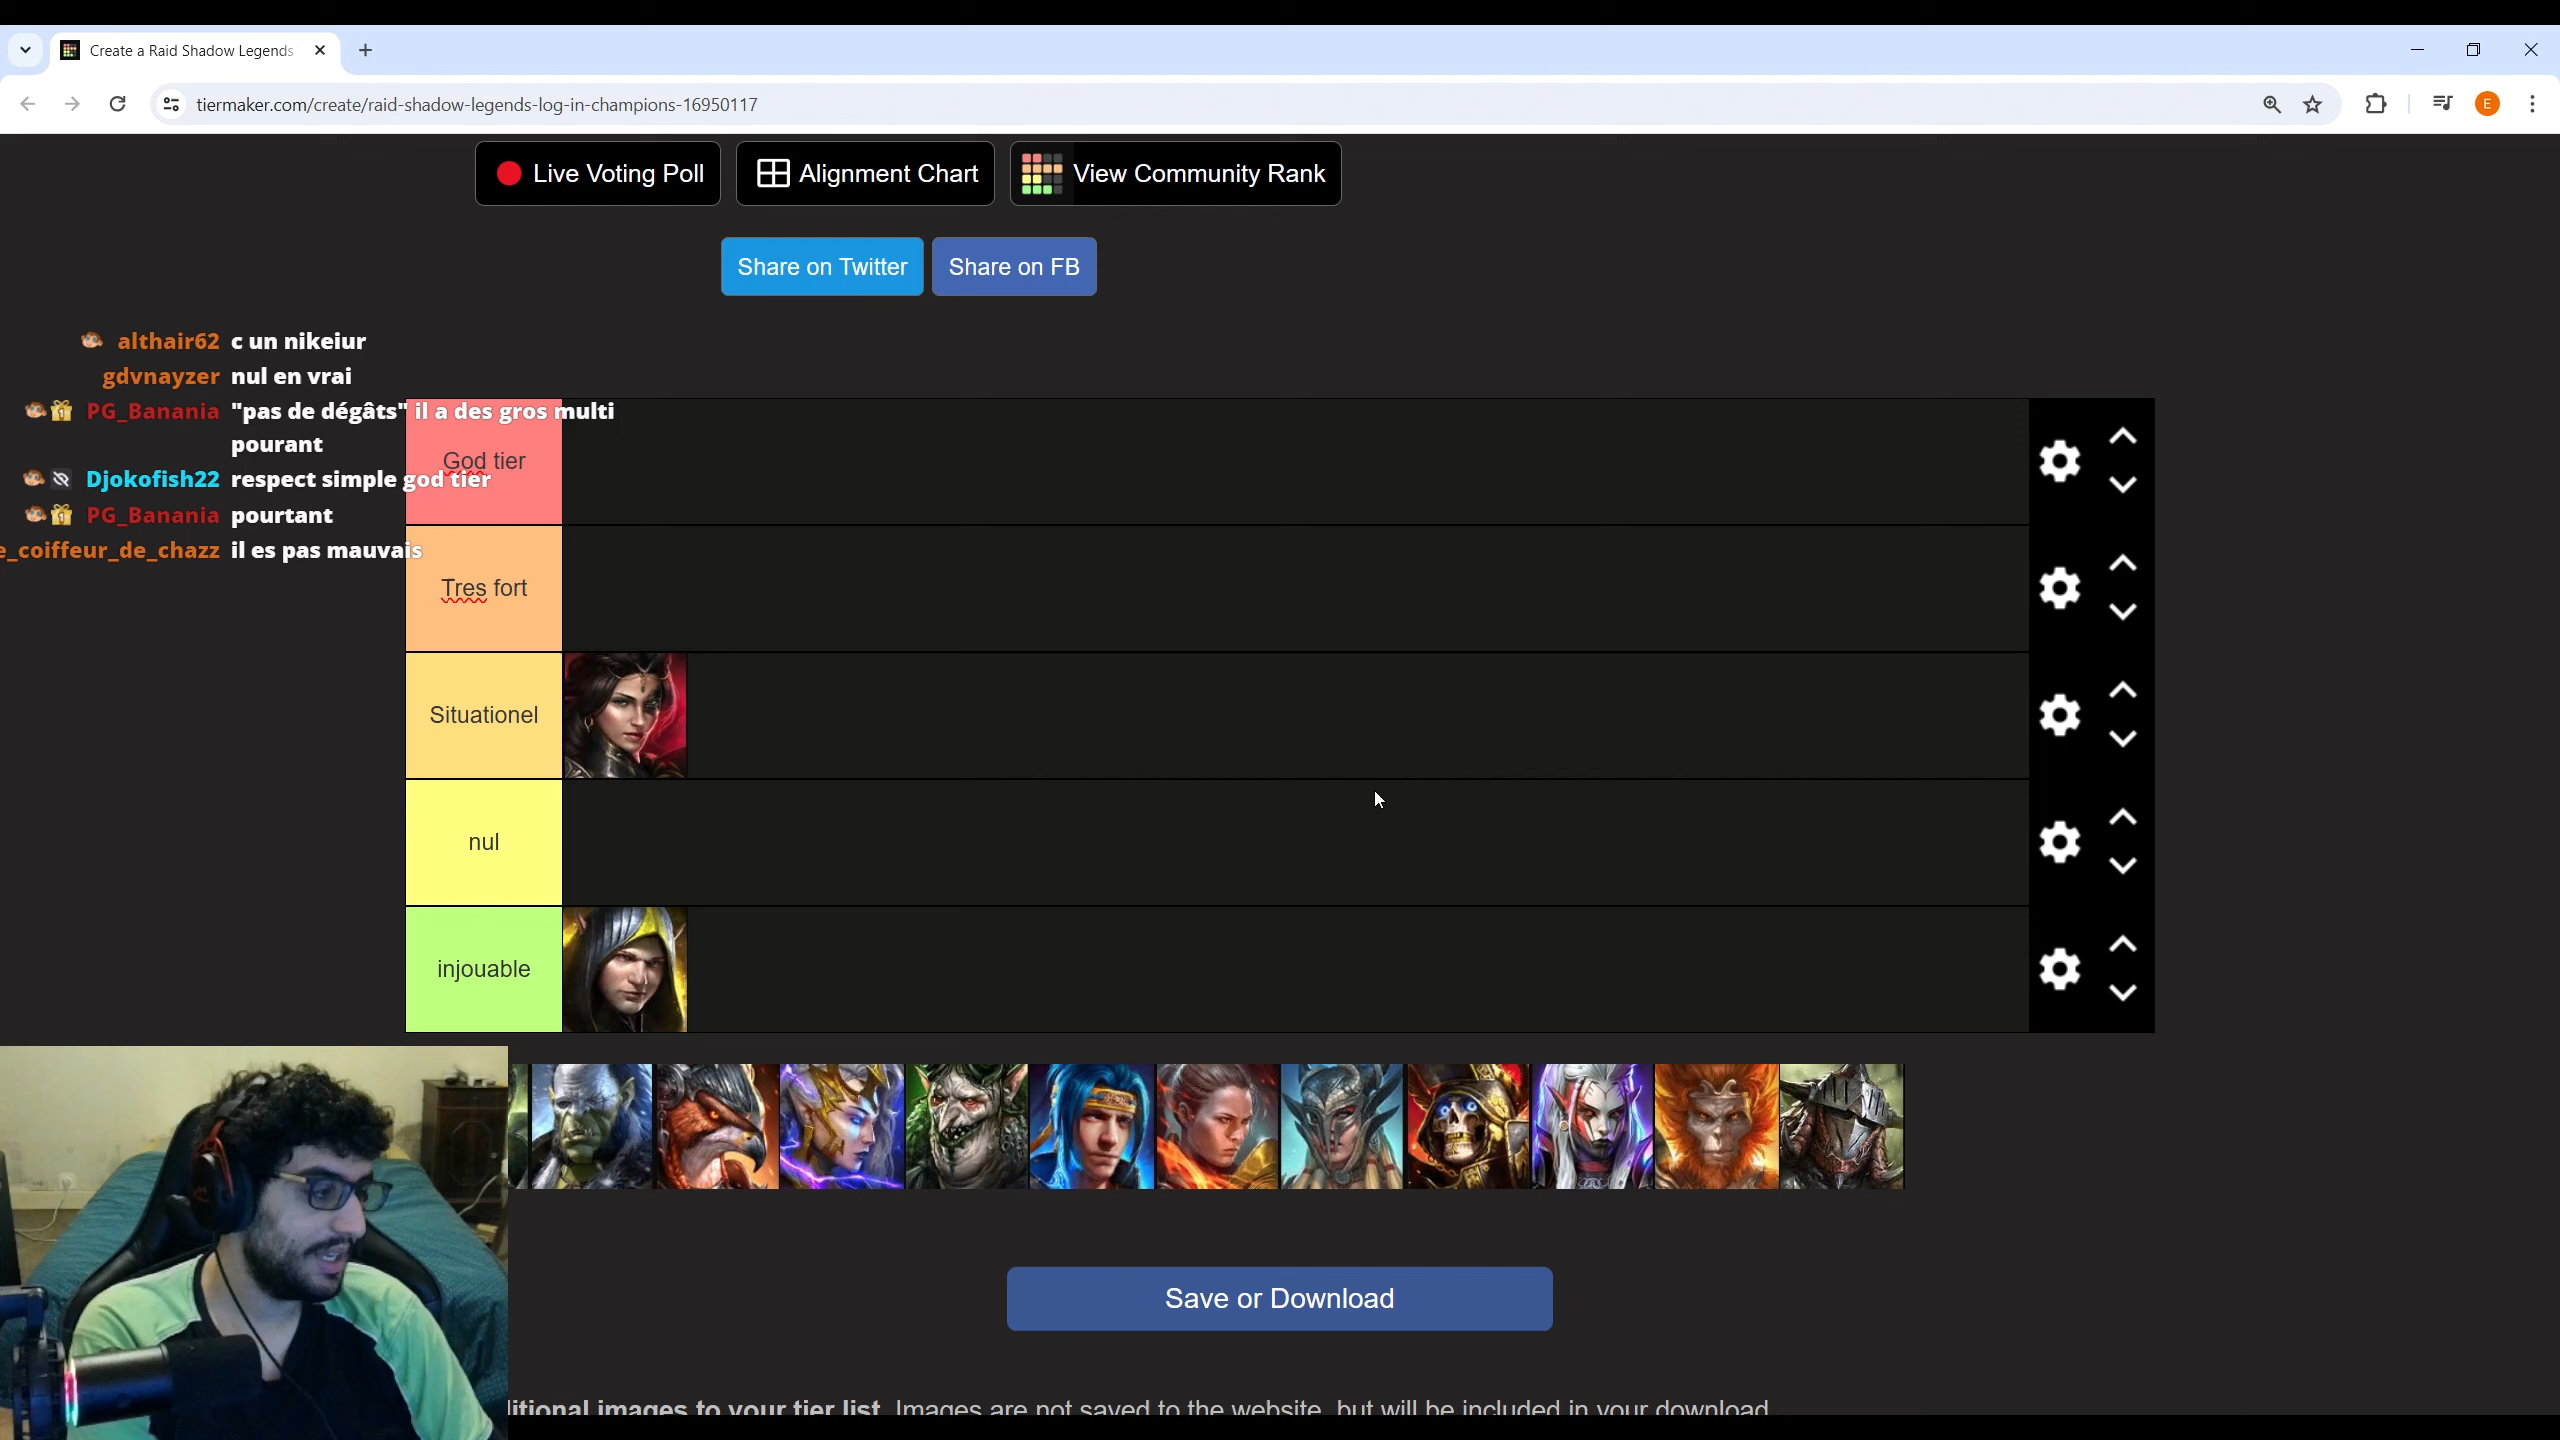 Create a Raid Shadow Legends
tiermaker.com/create/raid-shadow-legends-log-in-champions-16950117
E
Live Voting Poll
Alignment Chart
View Community Rank
Share on Twitter
Share on FB
althair62 c un nikeiur
gdvnayzer nul en vrai
PG_Banania "pas de dégâts" il a des gros multi
pourant
Djokofish22 respect simple god tier
PG_Banania pourtant
e_coiffeur_de_chazz il es pas mauvais
God tier
Tres fort
Situationel
nul
injouable
Save or Download
ditional images to your tier list. Images are not saved to the website, but will be included in your download